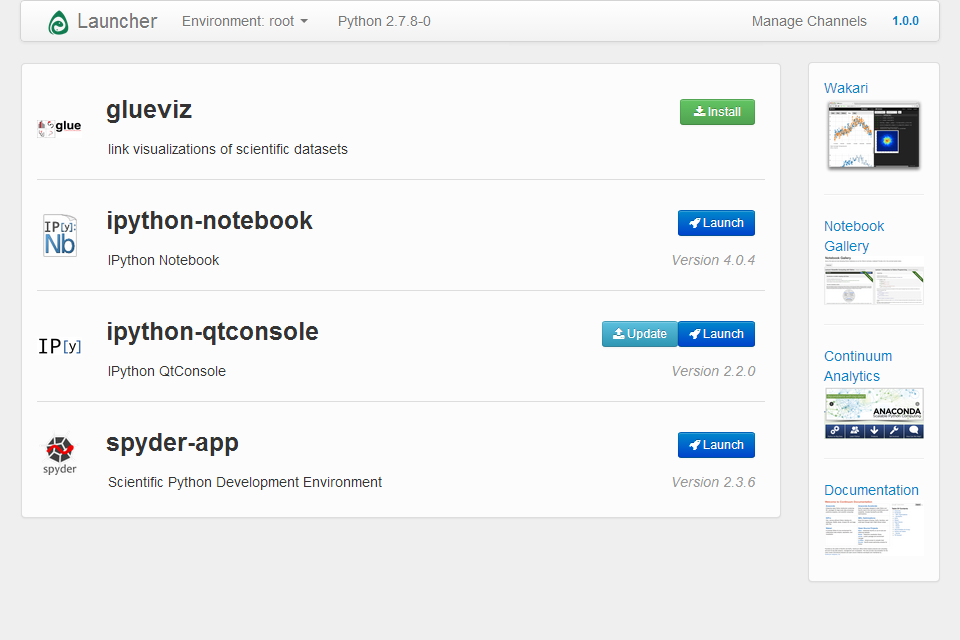 Launcher Environment: root Python 2.7.8-0 Manage Channels 1.0.0
glue
glueviz
Install
link visualizations of scientific datasets
IP[y]:
Nb
ipython-notebook
Launch
IPython Notebook
Version 4.0.4
IP[y]
ipython-qtconsole
Update Launch
IPython QtConsole
Version 2.2.0
spyder
spyder-app
Launch
Scientific Python Development Environment
Version 2.3.6
Wakari
Notebook
Gallery
Notebook Gallery
Continuum
Analytics
ANACONDA
Documentation